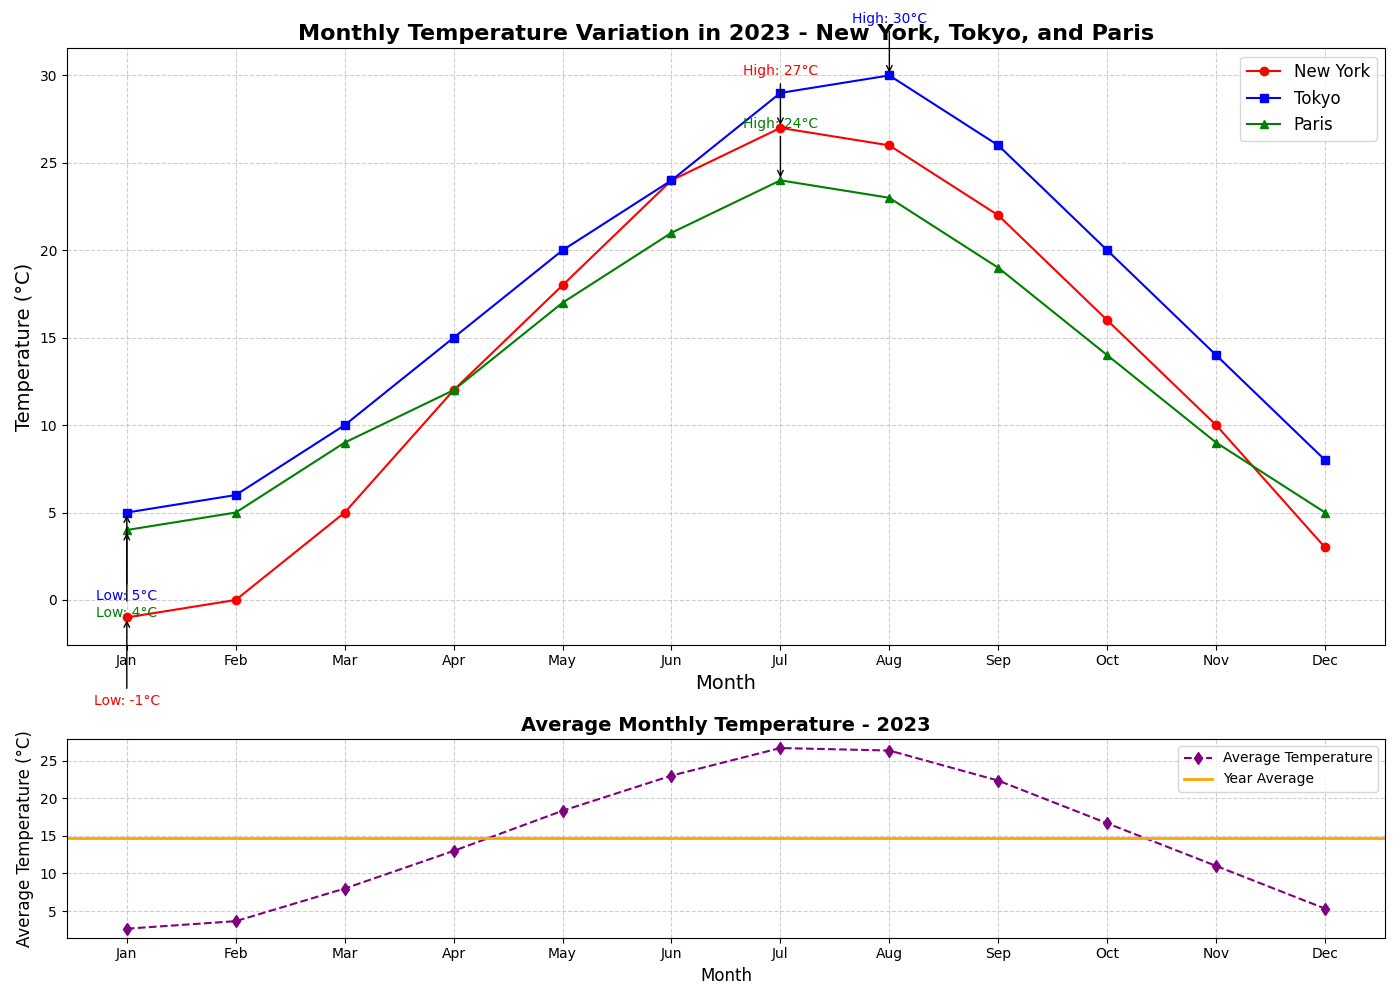 High: 30°C
Monthly Temperature Variation in 2023 - New York, Tokyo, and Paris
High: 27°C
High: 24°C
New York
Tokyo
Paris
Temperature (°C)
30
25
20
15
10
5
0
Low: 5°C
Low: 4°C
Jan Feb Mar Apr May Jun Jul Aug Sep Oct Nov Dec
Month
Low: -1°C
Average Monthly Temperature - 2023
Average Temperature (°C)
25
20
15
10
5
Average Temperature
Year Average
Jan Feb Mar Apr May Jun Jul Aug Sep Oct Nov Dec
Month